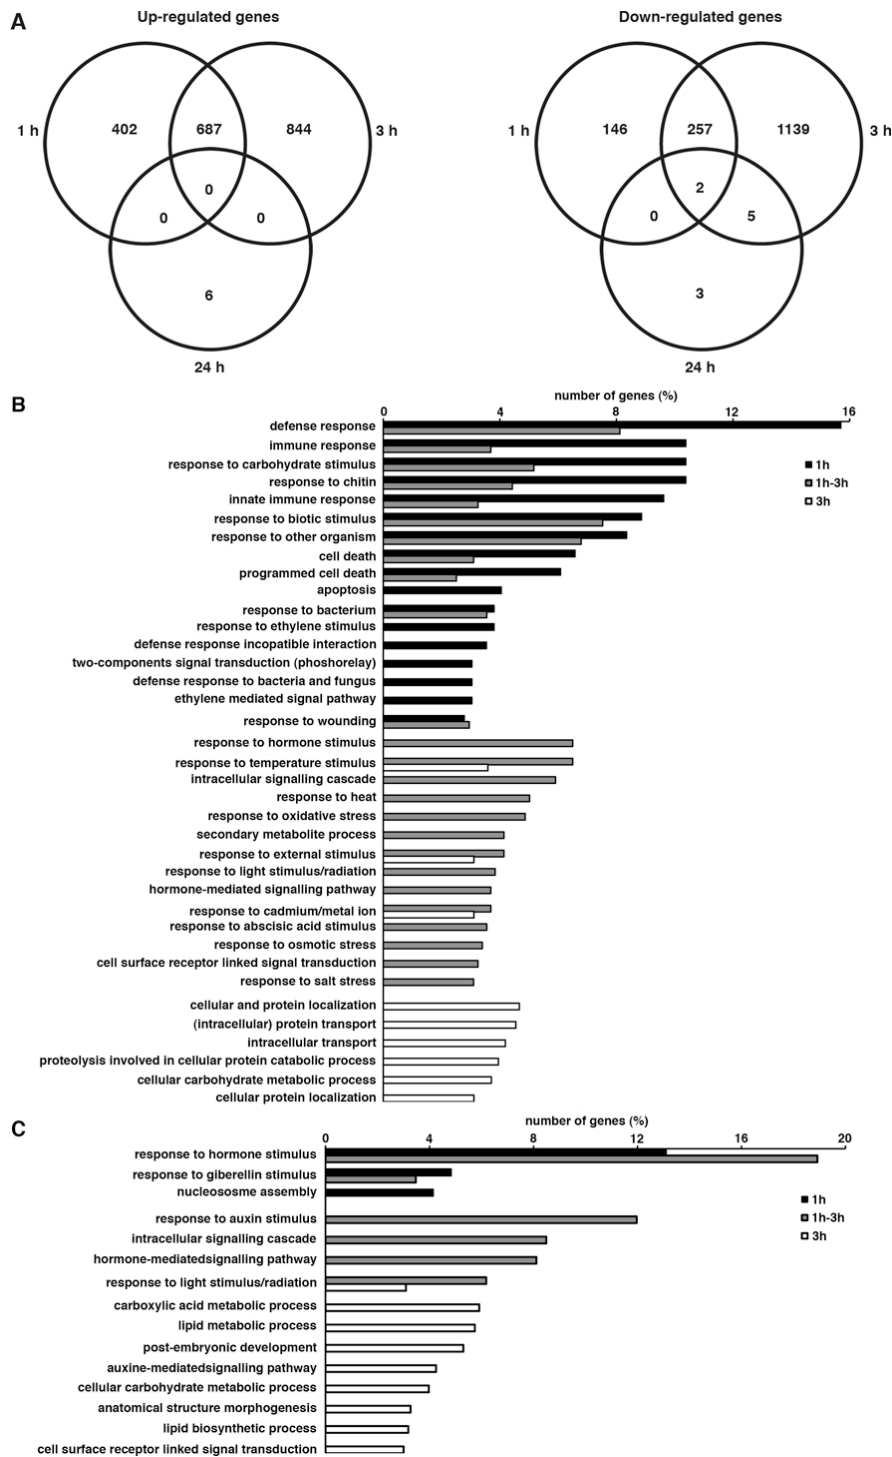 A
Up-regulated genes
Down-regulated genes
1 h
402
687
844
3 h
0
0
0
6
24 h
1 h
146
257
1139
3 h
2
0
5
3
24 h
B
number of genes (%)
0 4 8 12 16
defense response
immune response
response to carbohydrate stimulus
response to chitin
innate immune response
response to biotic stimulus
response to other organism
cell death
programmed cell death
apoptosis
response to bacterium
response to ethylene stimulus
defense response incopatible interaction
two-components signal transduction (phoshorelay)
defense response to bacteria and fungus
ethylene mediated signal pathway
response to wounding
response to hormone stimulus
response to temperature stimulus
intracellular signalling cascade
response to heat
response to oxidative stress
secondary metabolite process
response to external stimulus
response to light stimulus/radiation
hormone-mediated signalling pathway
response to cadmium/metal ion
response to abscisic acid stimulus
response to osmotic stress
cell surface receptor linked signal transduction
response to salt stress
cellular and protein localization
(intracellular) protein transport
intracellular transport
proteolysis involved in cellular protein catabolic process
cellular carbohydrate metabolic process
cellular protein localization
1h
1h-3h
3h
C
number of genes (%)
0 4 8 12 16 20
response to hormone stimulus
response to giberellin stimulus
nucleososme assembly
response to auxin stimulus
intracellular signalling cascade
hormone-mediatedsignalling pathway
response to light stimulus/radiation
carboxylic acid metabolic process
lipid metabolic process
post-embryonic development
auxine-mediatedsignalling pathway
cellular carbohydrate metabolic process
anatomical structure morphogenesis
lipid biosynthetic process
cell surface receptor linked signal transduction
1h
1h-3h
3h